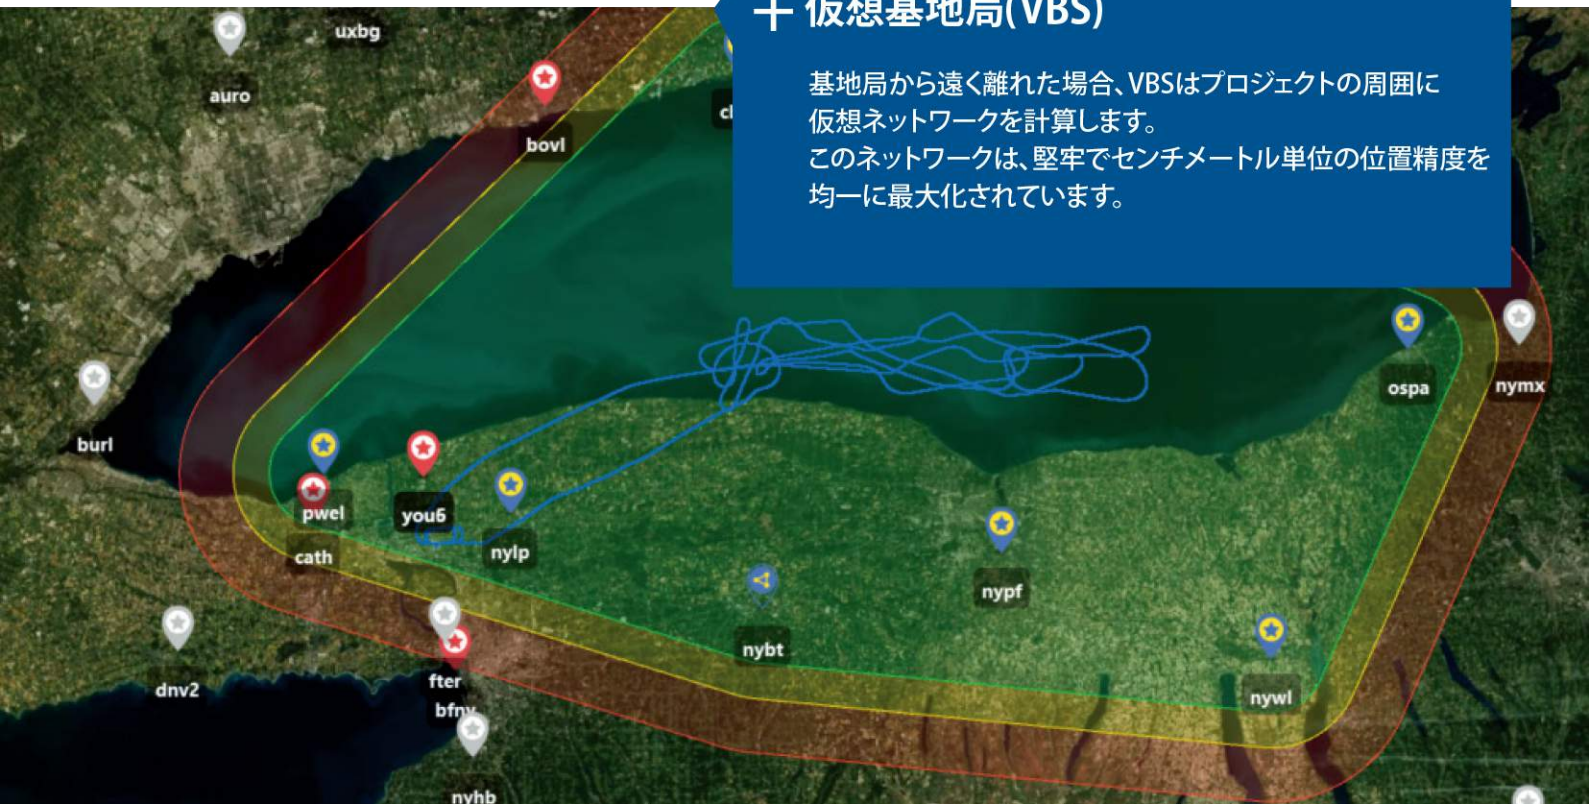 + 仮想基地局(VBS)
基地局から遠く離れた場合、VBSはプロジェクトの周囲に
仮想ネットワークを計算します。
このネットワークは、堅牢でセンチメートル単位の位置精度を
均一に最大化されています。
uxbg
auro
bovl
burl
ospa
nymx
pwel
you6
nylp
cath
nypf
nybt
dnv2
fter
bfny
nywl
nyhb